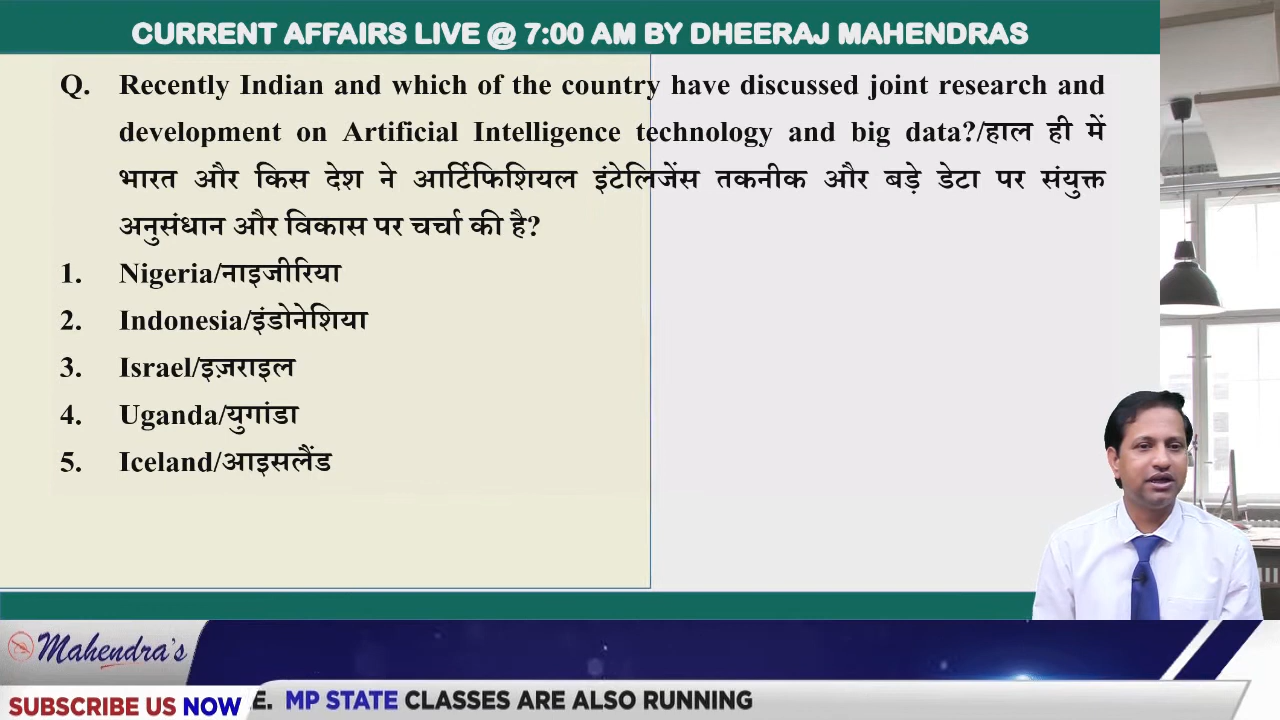 CURRENT AFFAIRS LIVE @ 7:00 AM BY DHEERAJ MAHENDRAS
Q. Recently Indian and which of the country have discussed joint research and
development on Artificial Intelligence technology and big data?/हाल ही में
भारत और किस देश ने आर्टिफिशियल इंटेलिजेंस तकनीक और बड़े डेटा पर संयुक्त
अनुसंधान और विकास पर चर्चा की है?
1. Nigeria/नाइजीरिया
2. Indonesia/इंडोनेशिया
3. Israel/इज़राइल
4. Uganda/युगांडा
5. Iceland/आइसलैंड
Mahendra's
SUBSCRIBE US NOW
E. MP STATE CLASSES ARE ALSO RUNNING